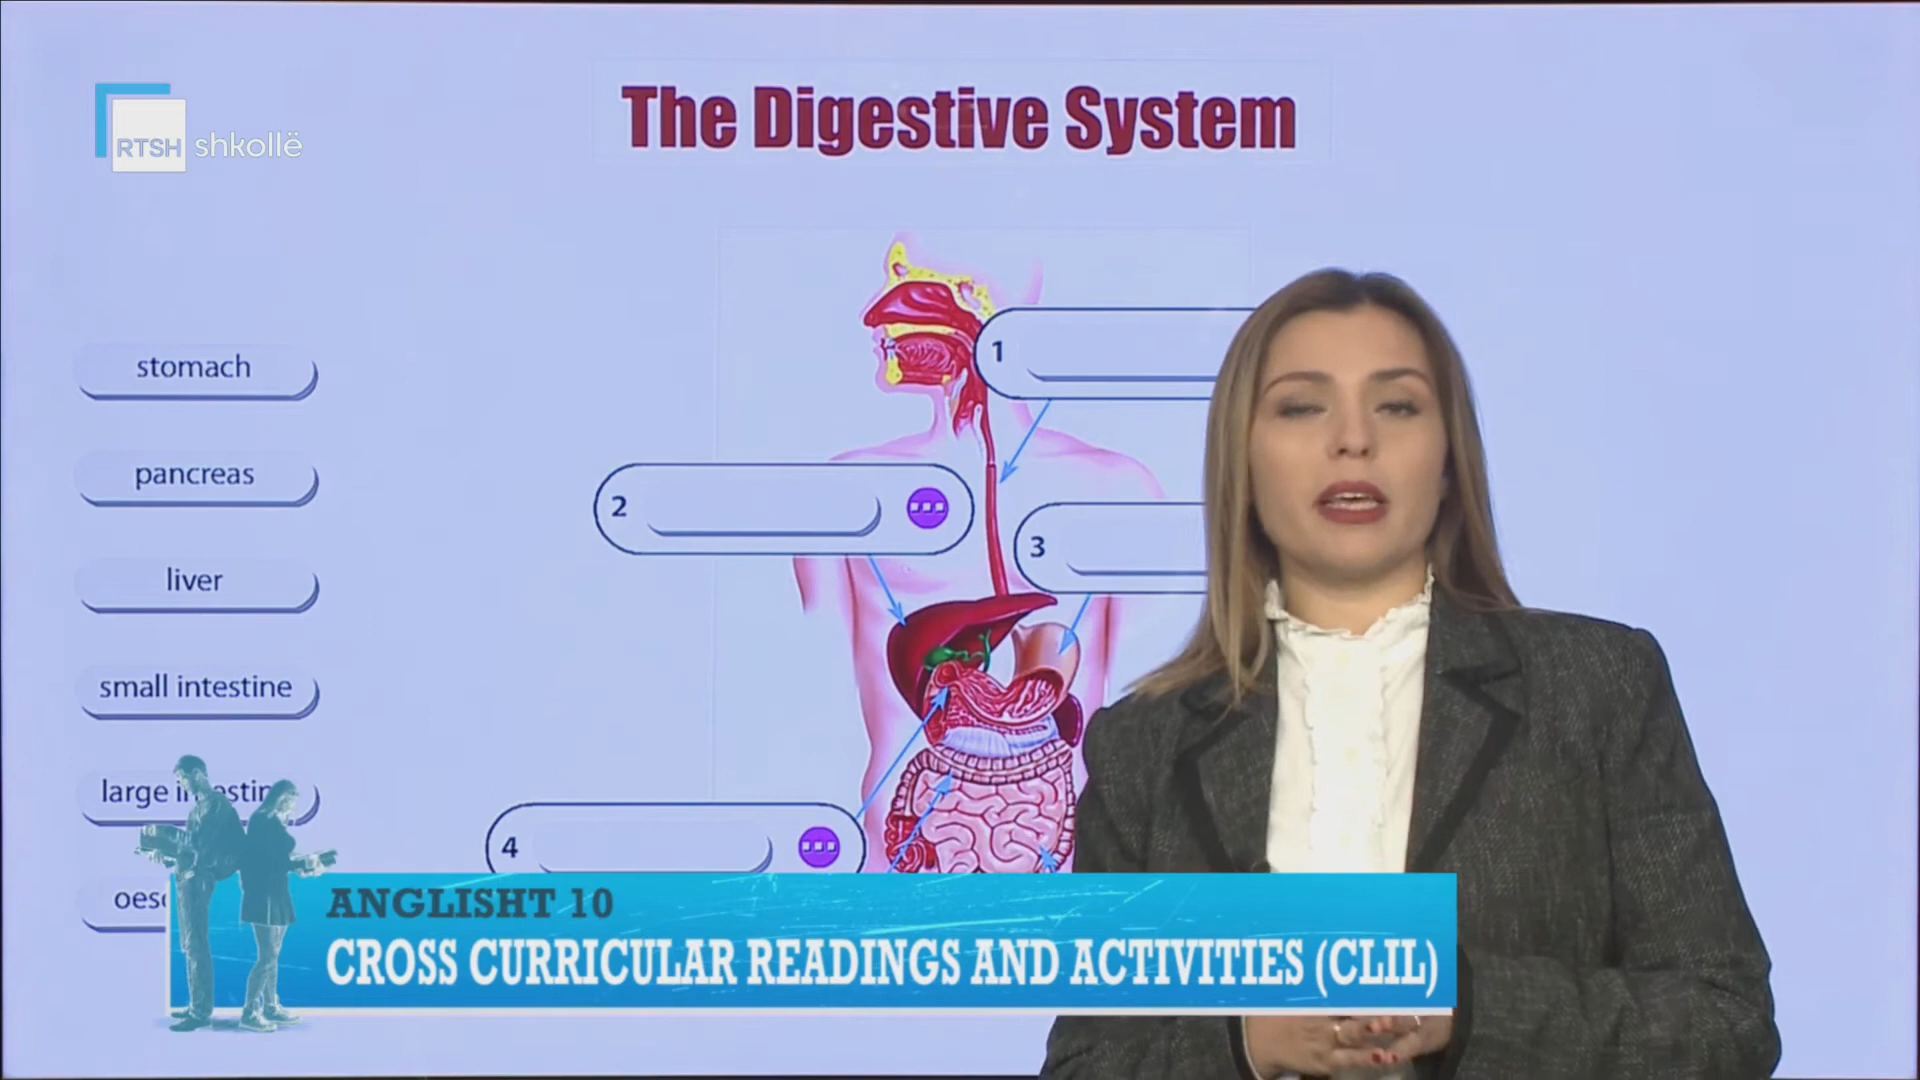 The Digestive System
RTSH shkollë
1
stomach
pancreas
2
3
liver
small intestine
large
4
ANGLISHT 10
CROSS CURRICULAR READINGS AND ACTIVITIES (CLIL)